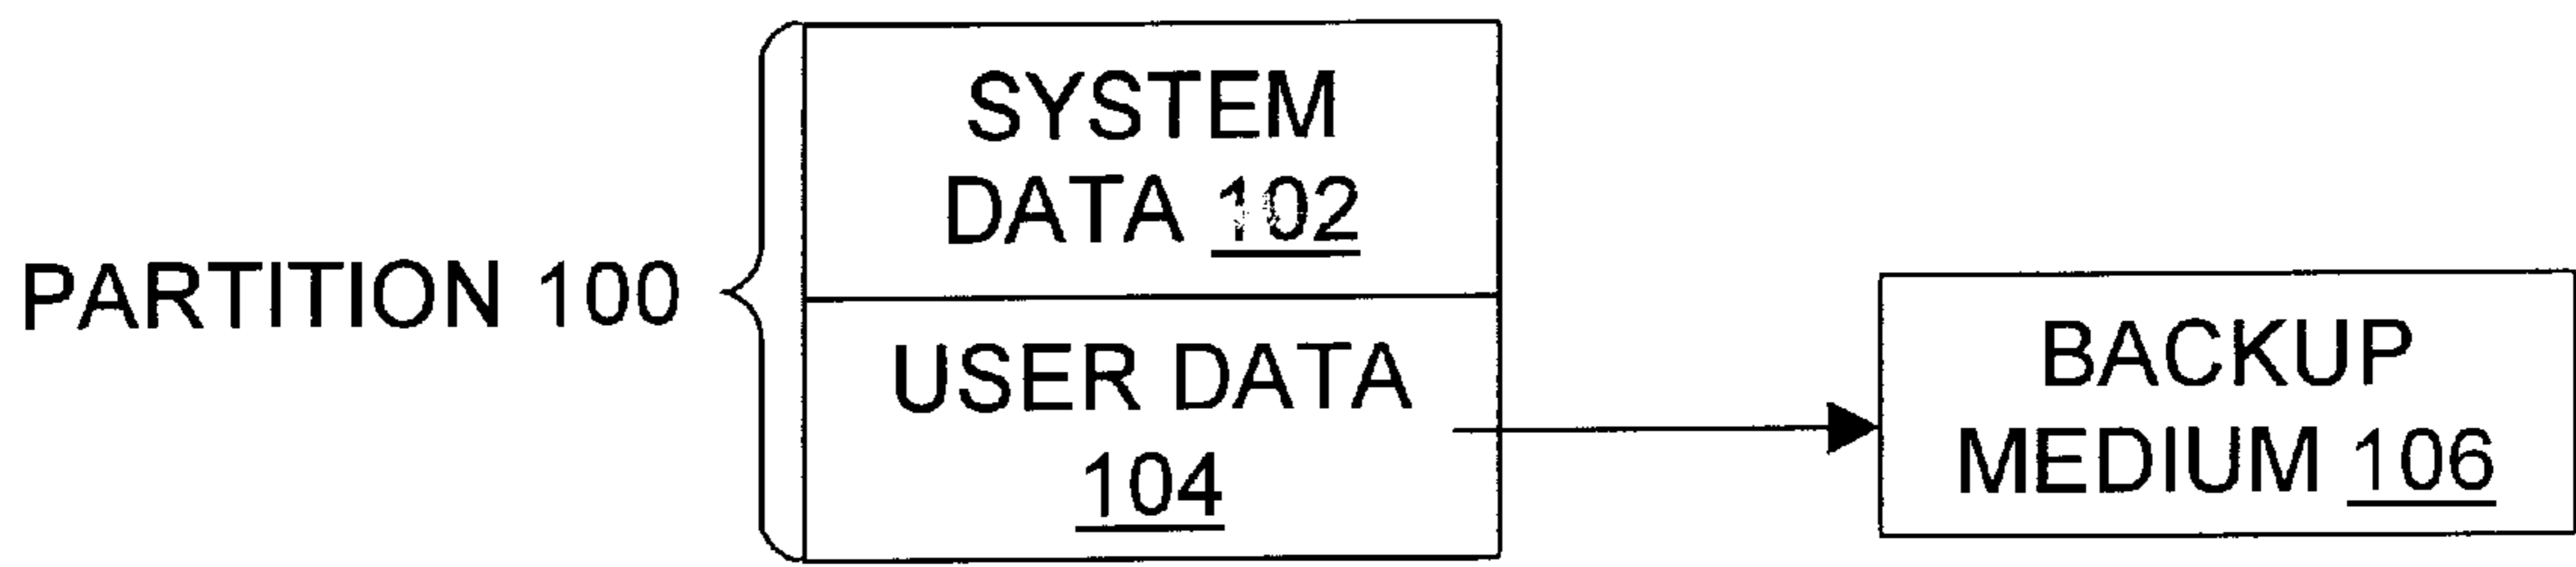 PARTITION 100
SYSTEM
DATA 102
USER DATA
104
BACKUP
MEDIUM 106